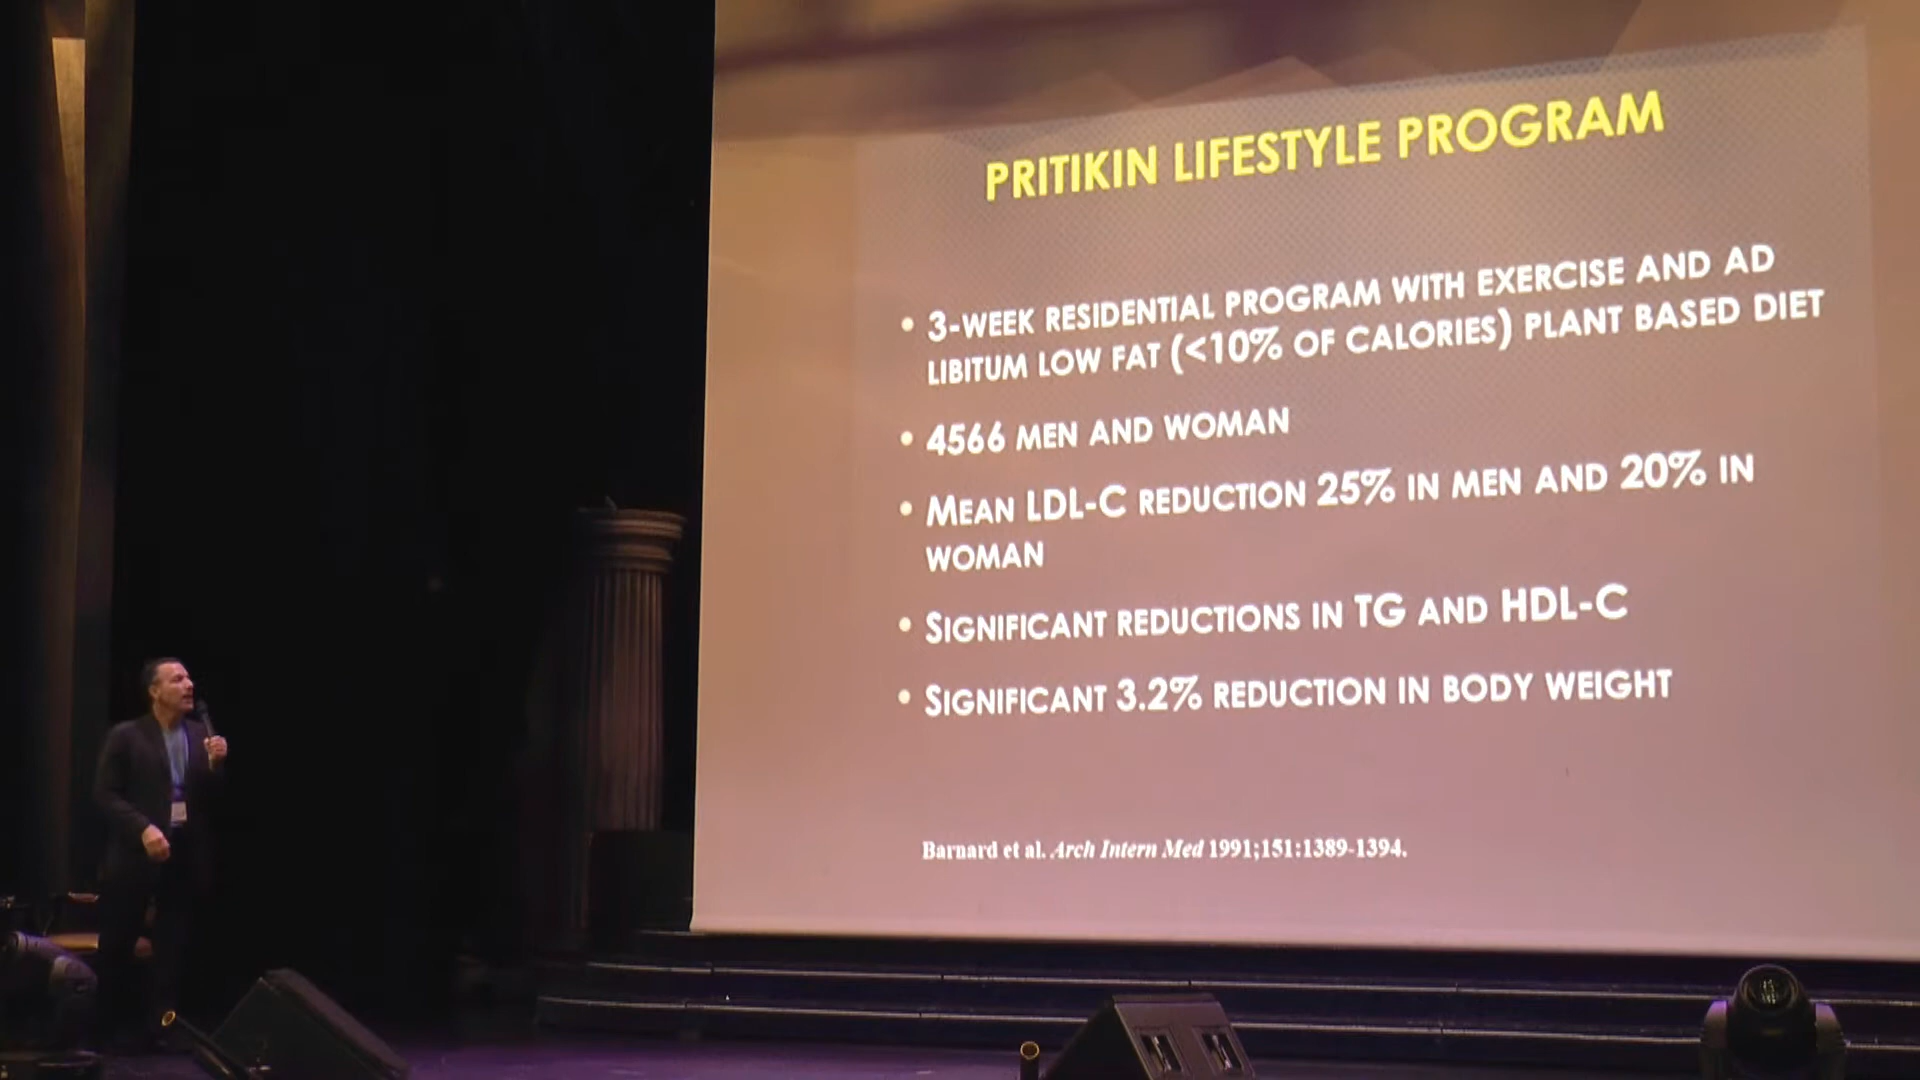 PRITIKIN LIFESTYLE PROGRAM
• 3-WEEK RESIDENTIAL PROGRAM WITH EXERCISE AND AD
LIBITUM LOW FAT (<10% OF CALORIES) PLANT BASED DIET
• 4566 MEN AND WOMAN
• MEAN LDL-C REDUCTION 25% IN MEN AND 20% IN
WOMAN
• SIGNIFICANT REDUCTIONS IN TG AND HDL-C
• SIGNIFICANT 3.2% REDUCTION IN BODY WEIGHT
Barnard et al. Arch Intern Med 1991;151:1389-1394.